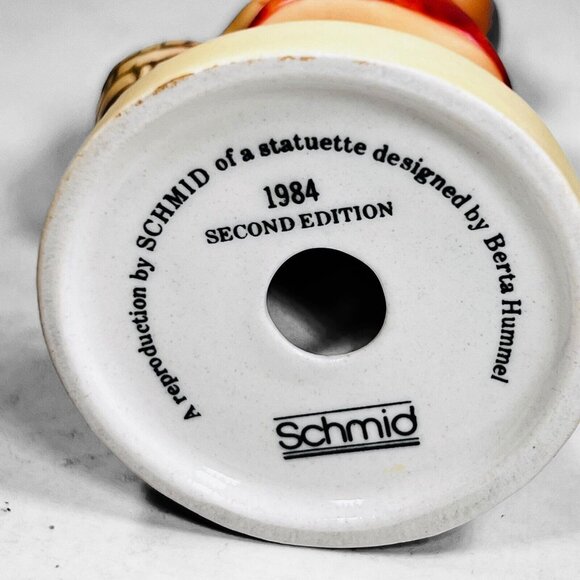 A reproduction by SCHMID of a statuette designed by Berta Hummel
1984
SECOND EDITION
Schmid